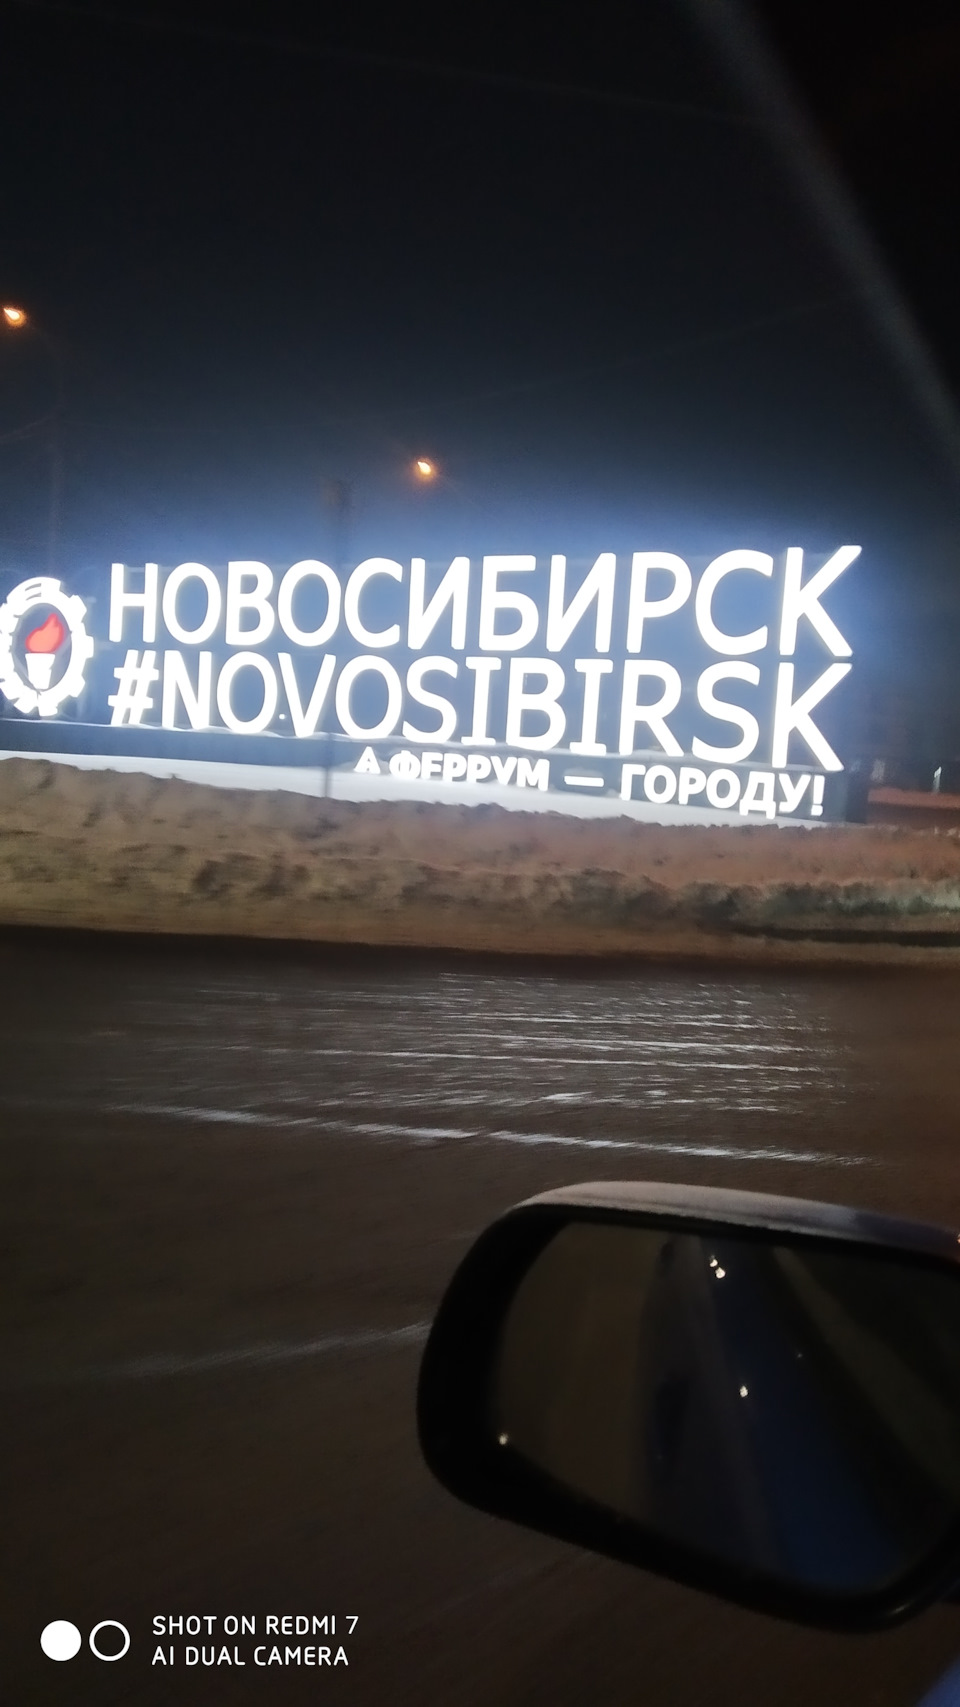 НОВОСИБИРСК
#NOVOSIBIRSK
А ФЕРРУМ — ГОРОДУ!
SHOT ON REDMI 7
AI DUAL CAMERA